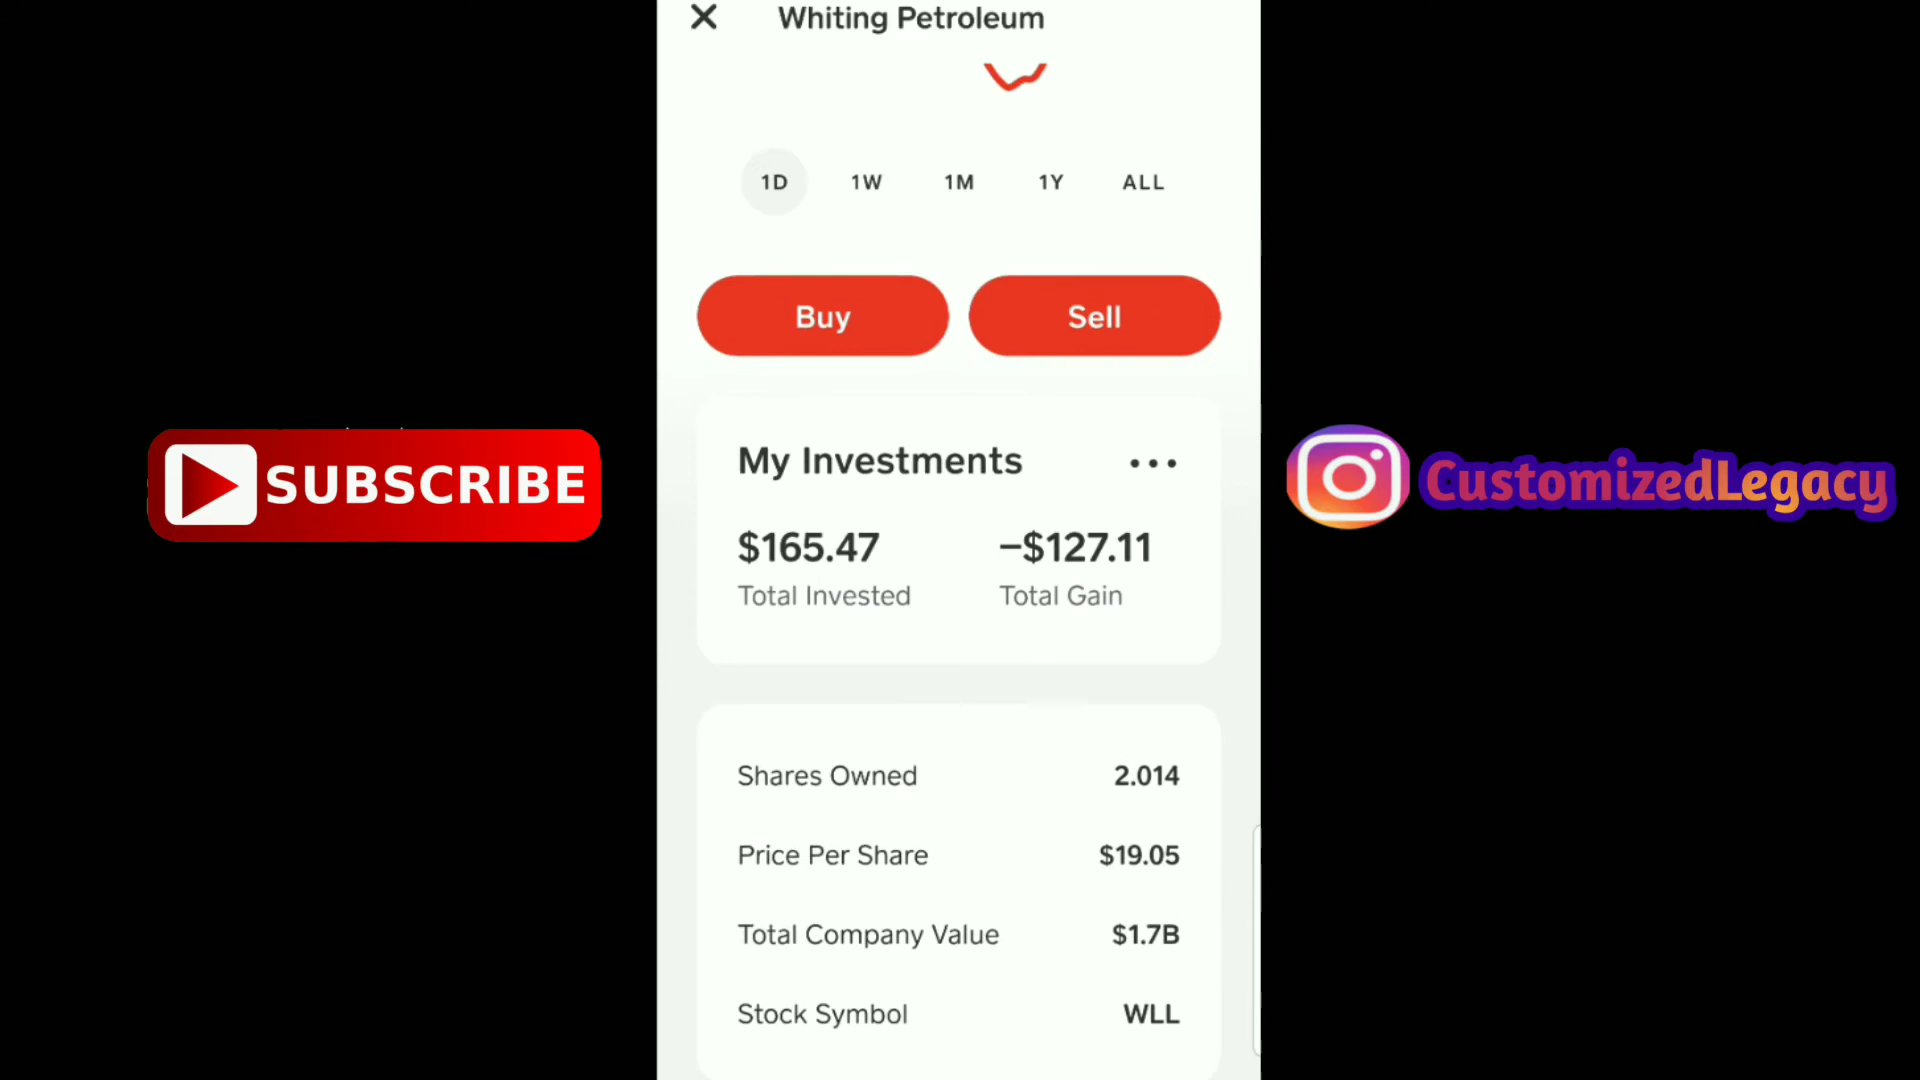 Whiting Petroleum
1D 1W 1M 1Y ALL
Buy Sell
SUBSCRIBE
CustomizedLegacy
My Investments
$165.47 –$127.11
Total Invested Total Gain
Shares Owned 2.014
Price Per Share $19.05
Total Company Value $1.7B
Stock Symbol WLL